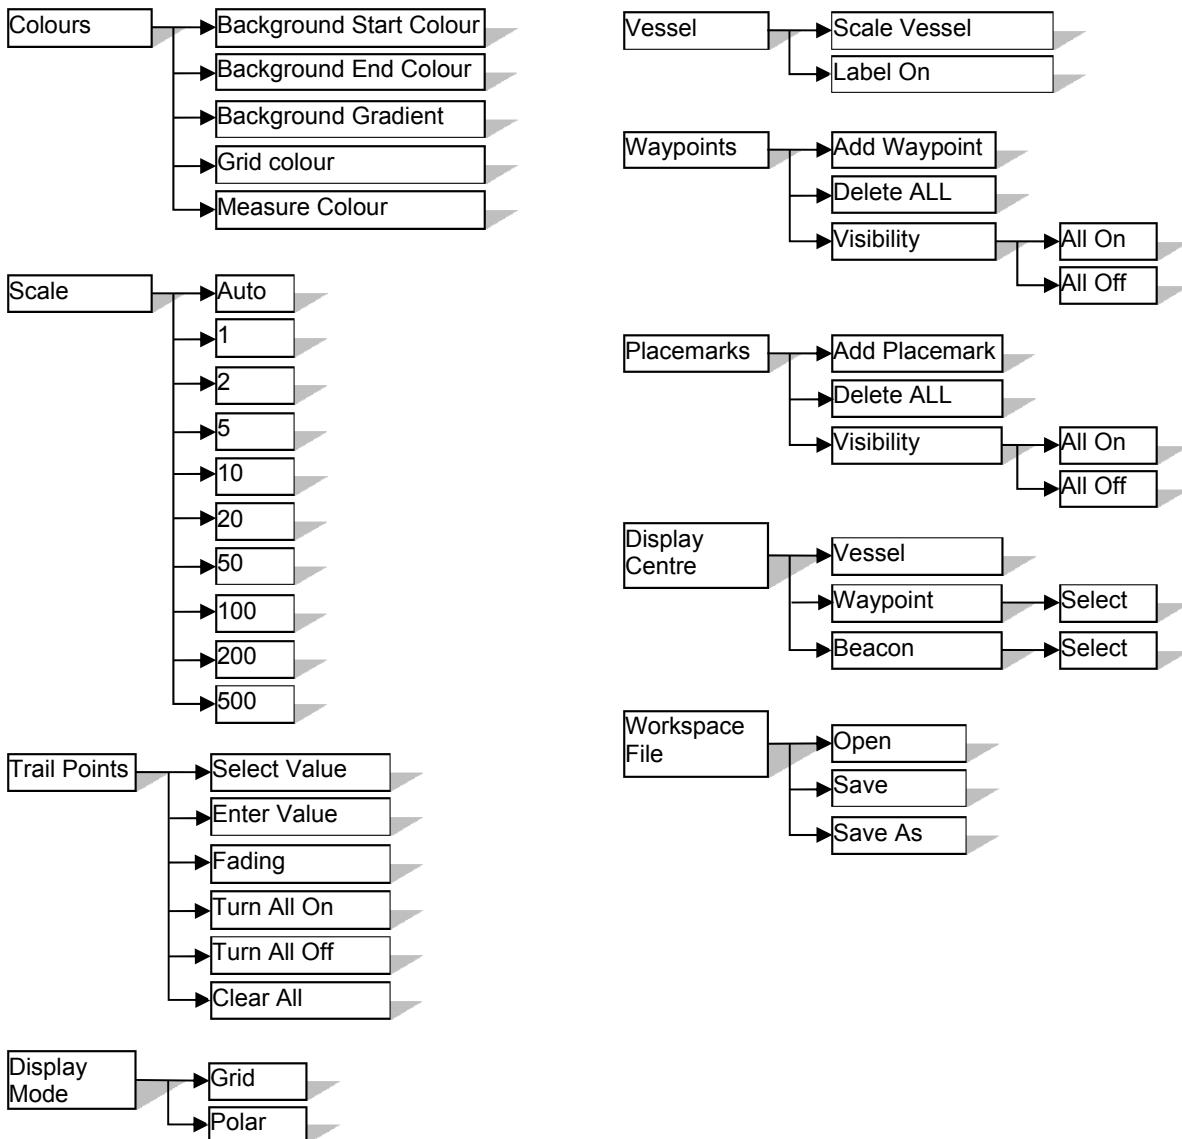 Colours
Background Start Colour
Background End Colour
Background Gradient
Grid colour
Measure Colour
Scale
Auto
1
2
5
10
20
50
100
200
500
Trail Points
Select Value
Enter Value
Fading
Turn All On
Turn All Off
Clear All
Display
Mode
Grid
Polar
Vessel
Scale Vessel
Label On
Waypoints
Add Waypoint
Delete ALL
Visibility
All On
All Off
Placemarks
Add Placemark
Delete ALL
Visibility
All On
All Off
Display
Centre
Vessel
Waypoint
Select
Beacon
Select
Workspace
File
Open
Save
Save As